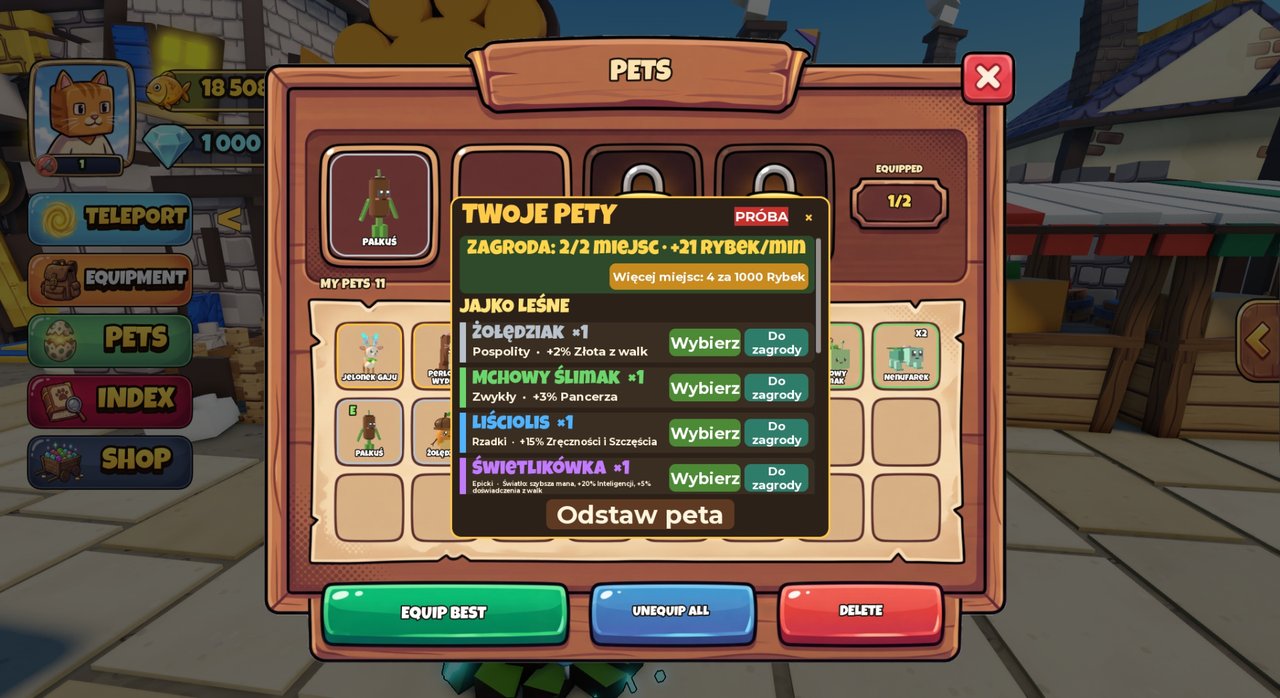 PETS
18 508
1 000
1
TELEPORT
EQUIPMENT
PETS
INDEX
SHOP
PAŁKUŚ
EQUIPPED
1/2
MY PETS 11
JELONEK GAJU
X2
NENUFAREK
E
PAŁKUŚ
TWOJE PETY
PRÓBA
×
ZAGRODA: 2/2 MIEJSC · +21 RYBEK/MIN
Więcej miejsc: 4 za 1000 Rybek
JAJKO LEŚNE
ŻOŁĘDZIAK ×1
Pospolity · +2% Złota z walk
Wybierz
Do zagrody
MCHOWY ŚLIMAK ×1
Zwykły · +3% Pancerza
Wybierz
Do zagrody
LIŚCIOLIS ×1
Rzadki · +15% Zręczności i Szczęścia
Wybierz
Do zagrody
ŚWIETLIKÓWKA ×1
Epicki · Światło: szybsza mana, +20% Inteligencji, +5%
doświadczenia z walk
Wybierz
Do zagrody
Odstaw peta
EQUIP BEST
UNEQUIP ALL
DELETE